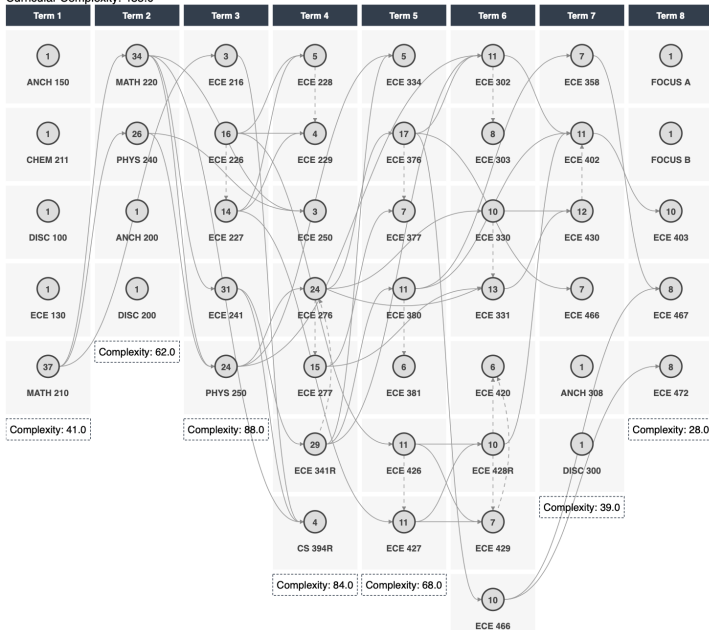 Term 1 Term 2 Term 3 Term 4 Term 5 Term 6 Term 7 Term 8
1 34 3 5 5 11 7 1
ANCH 150 MATH 220 ECE 216 ECE 228 ECE 334 ECE 302 ECE 358 FOCUS A
1 26 16 4 17 8 11 1
CHEM 211 PHYS 240 ECE 226 ECE 229 ECE 376 ECE 303 ECE 402 FOCUS B
1 1 14 3 7 10 12 10
DISC 100 ANCH 200 ECE 227 ECE 250 ECE 377 ECE 330 ECE 430 ECE 403
1 1 31 24 11 13 7 8
ECE 130 DISC 200 ECE 241 ECE 276 ECE 380 ECE 331 ECE 466 ECE 467
Complexity: 62.0
37 24 15 6 6 1 8
MATH 210 PHYS 250 ECE 277 ECE 381 ECE 420 ANCH 308 ECE 472
Complexity: 41.0 Complexity: 88.0 Complexity: 28.0
29 11 10 1
ECE 341R ECE 426 ECE 428R DISC 300
Complexity: 39.0
4 11 7
CS 394R ECE 427 ECE 429
Complexity: 84.0 Complexity: 68.0
10
ECE 466